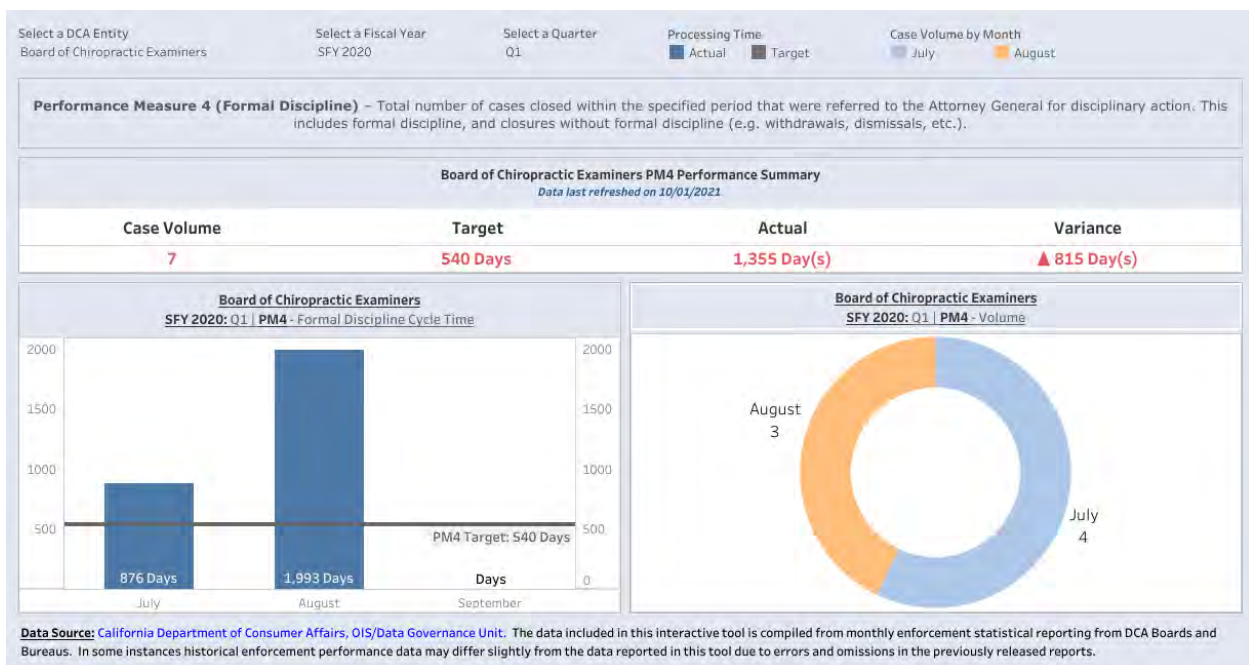 Select a DCA Entity
Board of Chiropractic Examiners
Select a Fiscal Year
SFY 2020
Select a Quarter
Q1
Processing Time
Actual Target
Case Volume by Month
July August
Performance Measure 4 (Formal Discipline) – Total number of cases closed within the specified period that were referred to the Attorney General for disciplinary action. This
includes formal discipline, and closures without formal discipline (e.g. withdrawals, dismissals, etc.).
Board of Chiropractic Examiners PM4 Performance Summary
Data last refreshed on 10/01/2021
Case Volume Target Actual Variance
7 540 Days 1,355 Day(s) ▲ 815 Day(s)
Board of Chiropractic Examiners
SFY 2020: Q1 | PM4 - Formal Discipline Cycle Time
2000 2000
1500 1500
1000 1000
500 500
PM4 Target: 540 Days
0
876 Days 1,993 Days Days
July August September
Board of Chiropractic Examiners
SFY 2020: Q1 | PM4 - Volume
August
3
July
4
Data Source: California Department of Consumer Affairs, OIS/Data Governance Unit. The data included in this interactive tool is compiled from monthly enforcement statistical reporting from DCA Boards and
Bureaus. In some instances historical enforcement performance data may differ slightly from the data reported in this tool due to errors and omissions in the previously released reports.